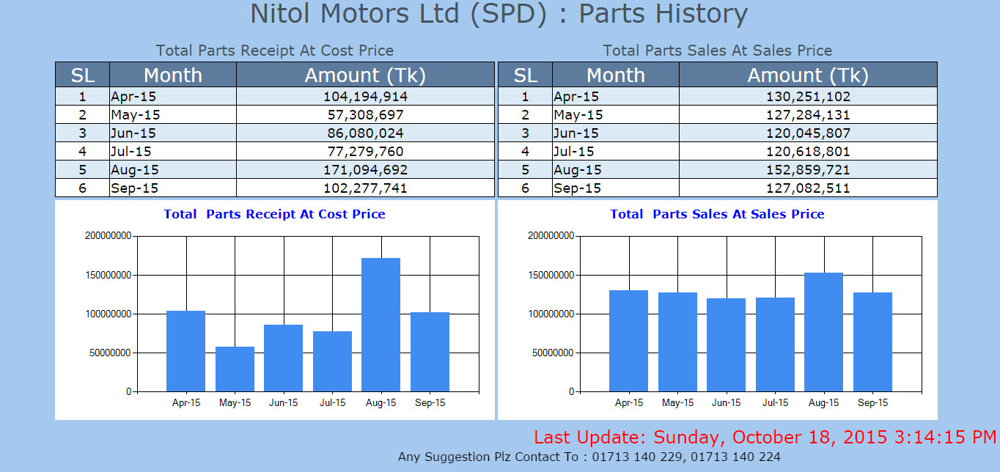 Nitol Motors Ltd (SPD) : Parts History
Total Parts Receipt At Cost Price
SL Month Amount (Tk)
1 Apr-15 104,194,914
2 May-15 57,308,697
3 Jun-15 86,080,024
4 Jul-15 77,279,760
5 Aug-15 171,094,692
6 Sep-15 102,277,741
Total Parts Sales At Sales Price
SL Month Amount (Tk)
1 Apr-15 130,251,102
2 May-15 127,284,131
3 Jun-15 120,045,807
4 Jul-15 120,618,801
5 Aug-15 152,859,721
6 Sep-15 127,082,511
Total  Parts Receipt At Cost Price
200000000
150000000
100000000
50000000
0
Apr-15 May-15 Jun-15 Jul-15 Aug-15 Sep-15
Total  Parts Sales At Sales Price
200000000
150000000
100000000
50000000
0
Apr-15 May-15 Jun-15 Jul-15 Aug-15 Sep-15
Last Update: Sunday, October 18, 2015 3:14:15 PM
Any Suggestion Plz Contact To : 01713 140 229, 01713 140 224